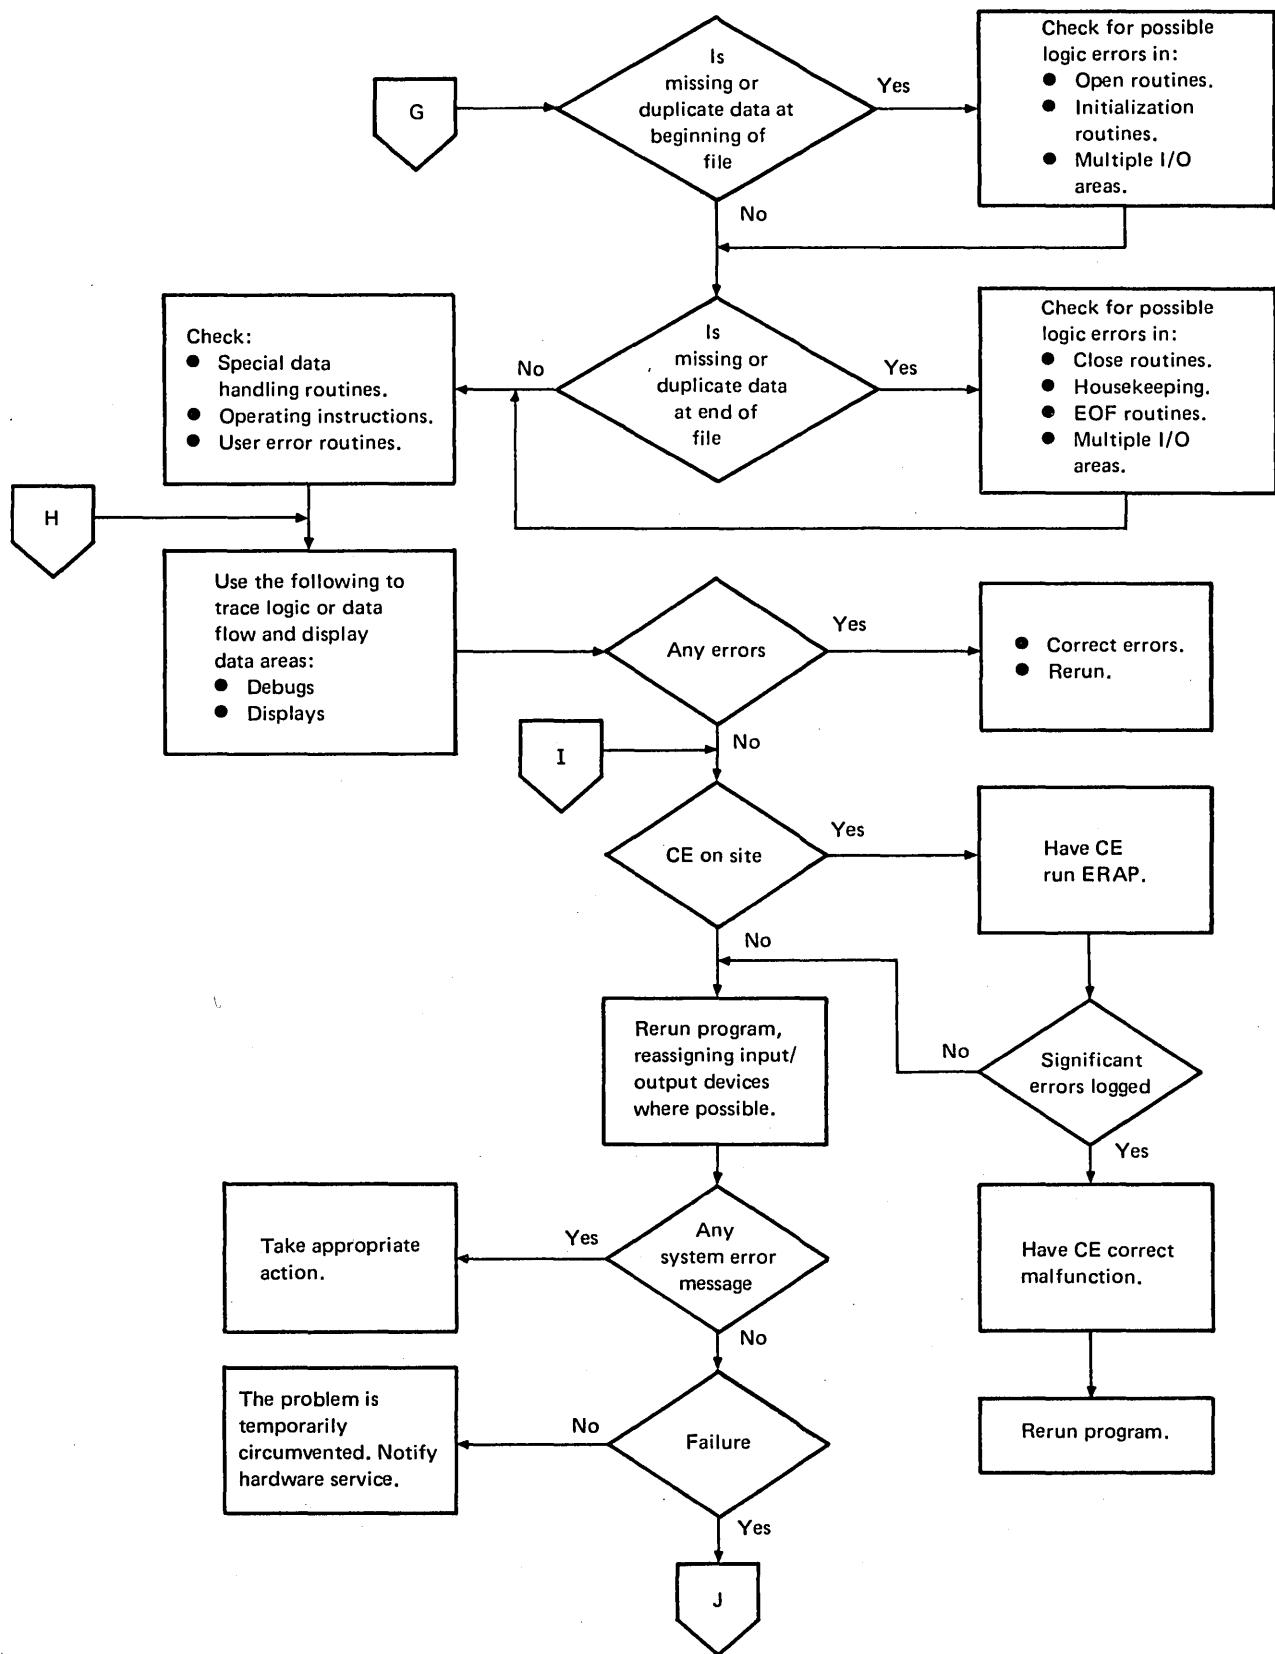 G
Is
missing or
duplicate data at
beginning of
file
Yes
Check for possible
logic errors in:
● Open routines.
● Initialization
routines.
● Multiple I/O
areas.
No
Check:
● Special data
handling routines.
● Operating instructions.
● User error routines.
No
Is
missing or
duplicate data
at end of
file
Yes
Check for possible
logic errors in:
● Close routines.
● Housekeeping.
● EOF routines.
● Multiple I/O
areas.
H
Use the following to
trace logic or data
flow and display
data areas:
● Debugs
● Displays
Any errors
Yes
● Correct errors.
● Rerun.
No
I
CE on site
Yes
Have CE
run ERAP.
No
Rerun program,
reassigning input/
output devices
where possible.
No
Significant
errors logged
Yes
Take appropriate
action.
Yes
Any
system error
message
Have CE correct
malfunction.
No
The problem is
temporarily
circumvented. Notify
hardware service.
No
Failure
Rerun program.
Yes
J